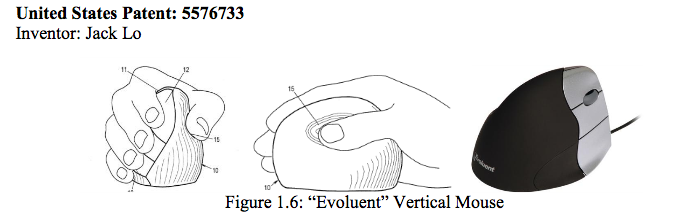 United States Patent: 5576733
Inventor: Jack Lo
11
12
15
10
15
10
Evoluent
Figure 1.6: “Evoluent” Vertical Mouse